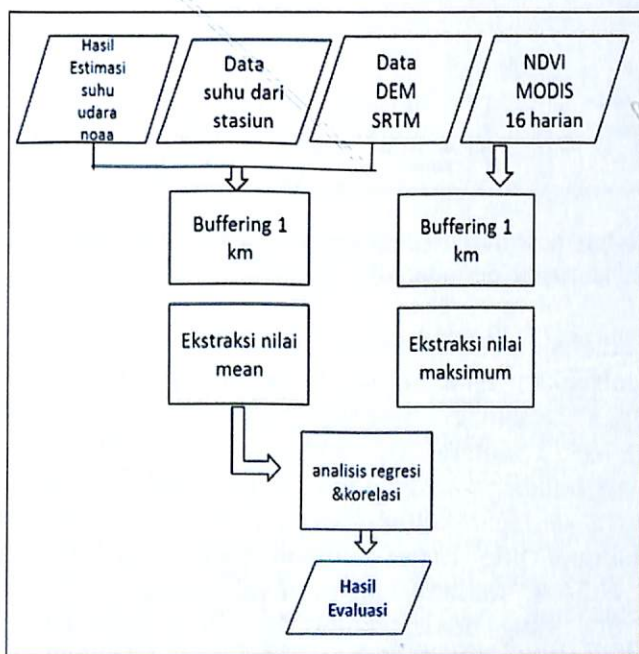 Hasil
Estimasi
suhu
udara
noaa
Data
suhu dari
stasiun
Data
DEM
SRTM
NDVI
MODIS
16 harian
Buffering 1
km
Buffering 1
km
Ekstraksi nilai
mean
Ekstraksi nilai
maksimum
analisis regresi
&korelasi
Hasil
Evaluasi